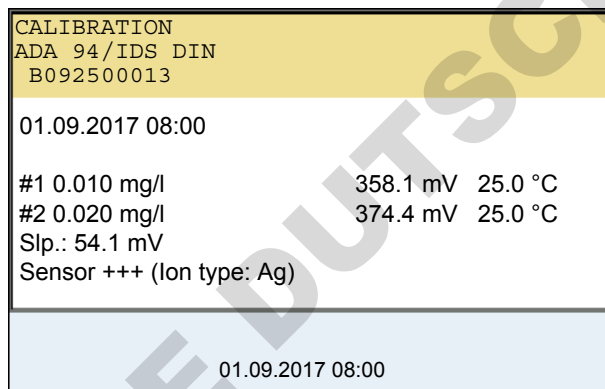 CALIBRATION
ADA 94/IDS DIN
B092500013
01.09.2017 08:00
#1 0.010 mg/l 358.1 mV 25.0 °C
#2 0.020 mg/l 374.4 mV 25.0 °C
Slp.: 54.1 mV
Sensor +++ (Ion type: Ag)
01.09.2017 08:00